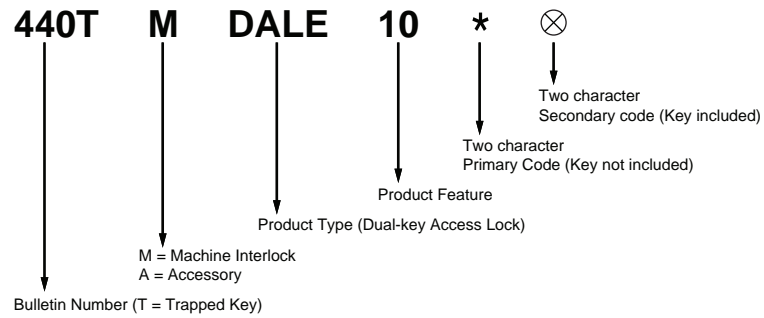 440T M DALE 10 * ⊗
Two character
Secondary code (Key included)
Two character
Primary Code (Key not included)
Product Feature
Product Type (Dual-key Access Lock)
M = Machine Interlock
A = Accessory
Bulletin Number (T = Trapped Key)